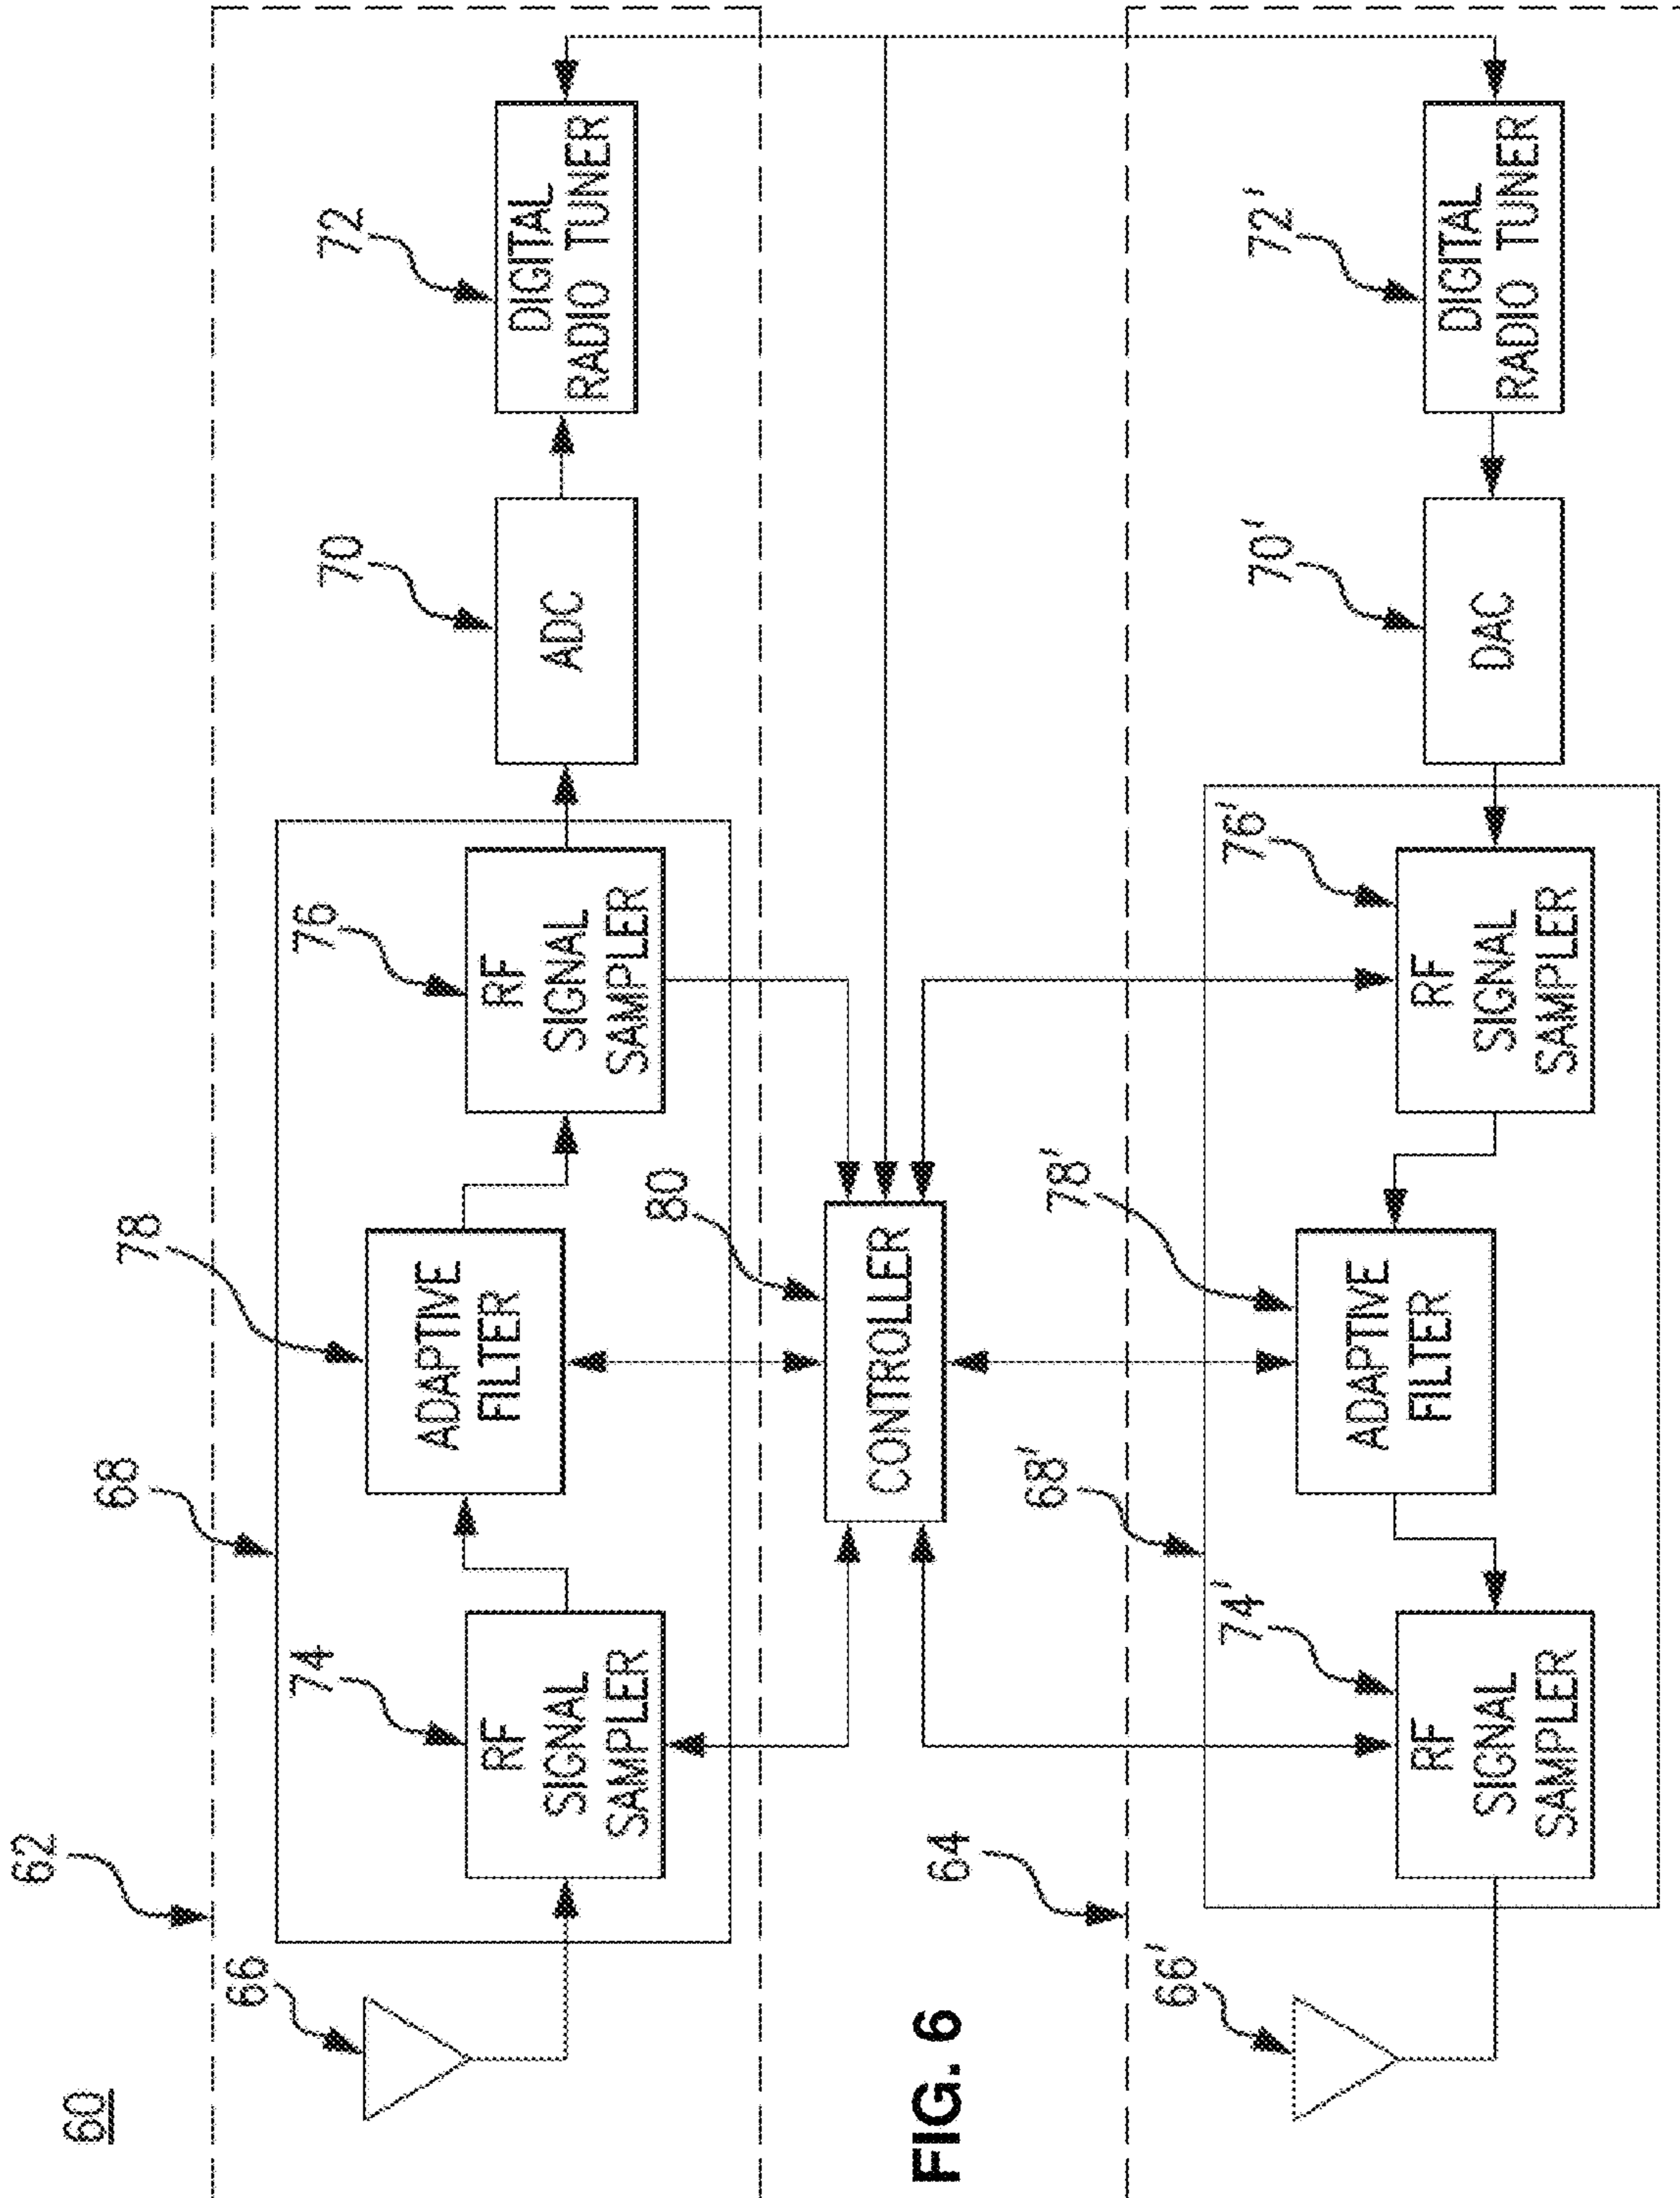 60
62
66
68
74
RF
SIGNAL
SAMPLER
78
ADAPTIVE
FILTER
76
RF
SIGNAL
SAMPLER
70
ADC
72
DIGITAL
RADIO TUNER
80
CONTROLLER
FIG. 6
64
66'
68'
74'
RF
SIGNAL
SAMPLER
78'
ADAPTIVE
FILTER
76'
RF
SIGNAL
SAMPLER
70'
DAC
72'
DIGITAL
RADIO TUNER